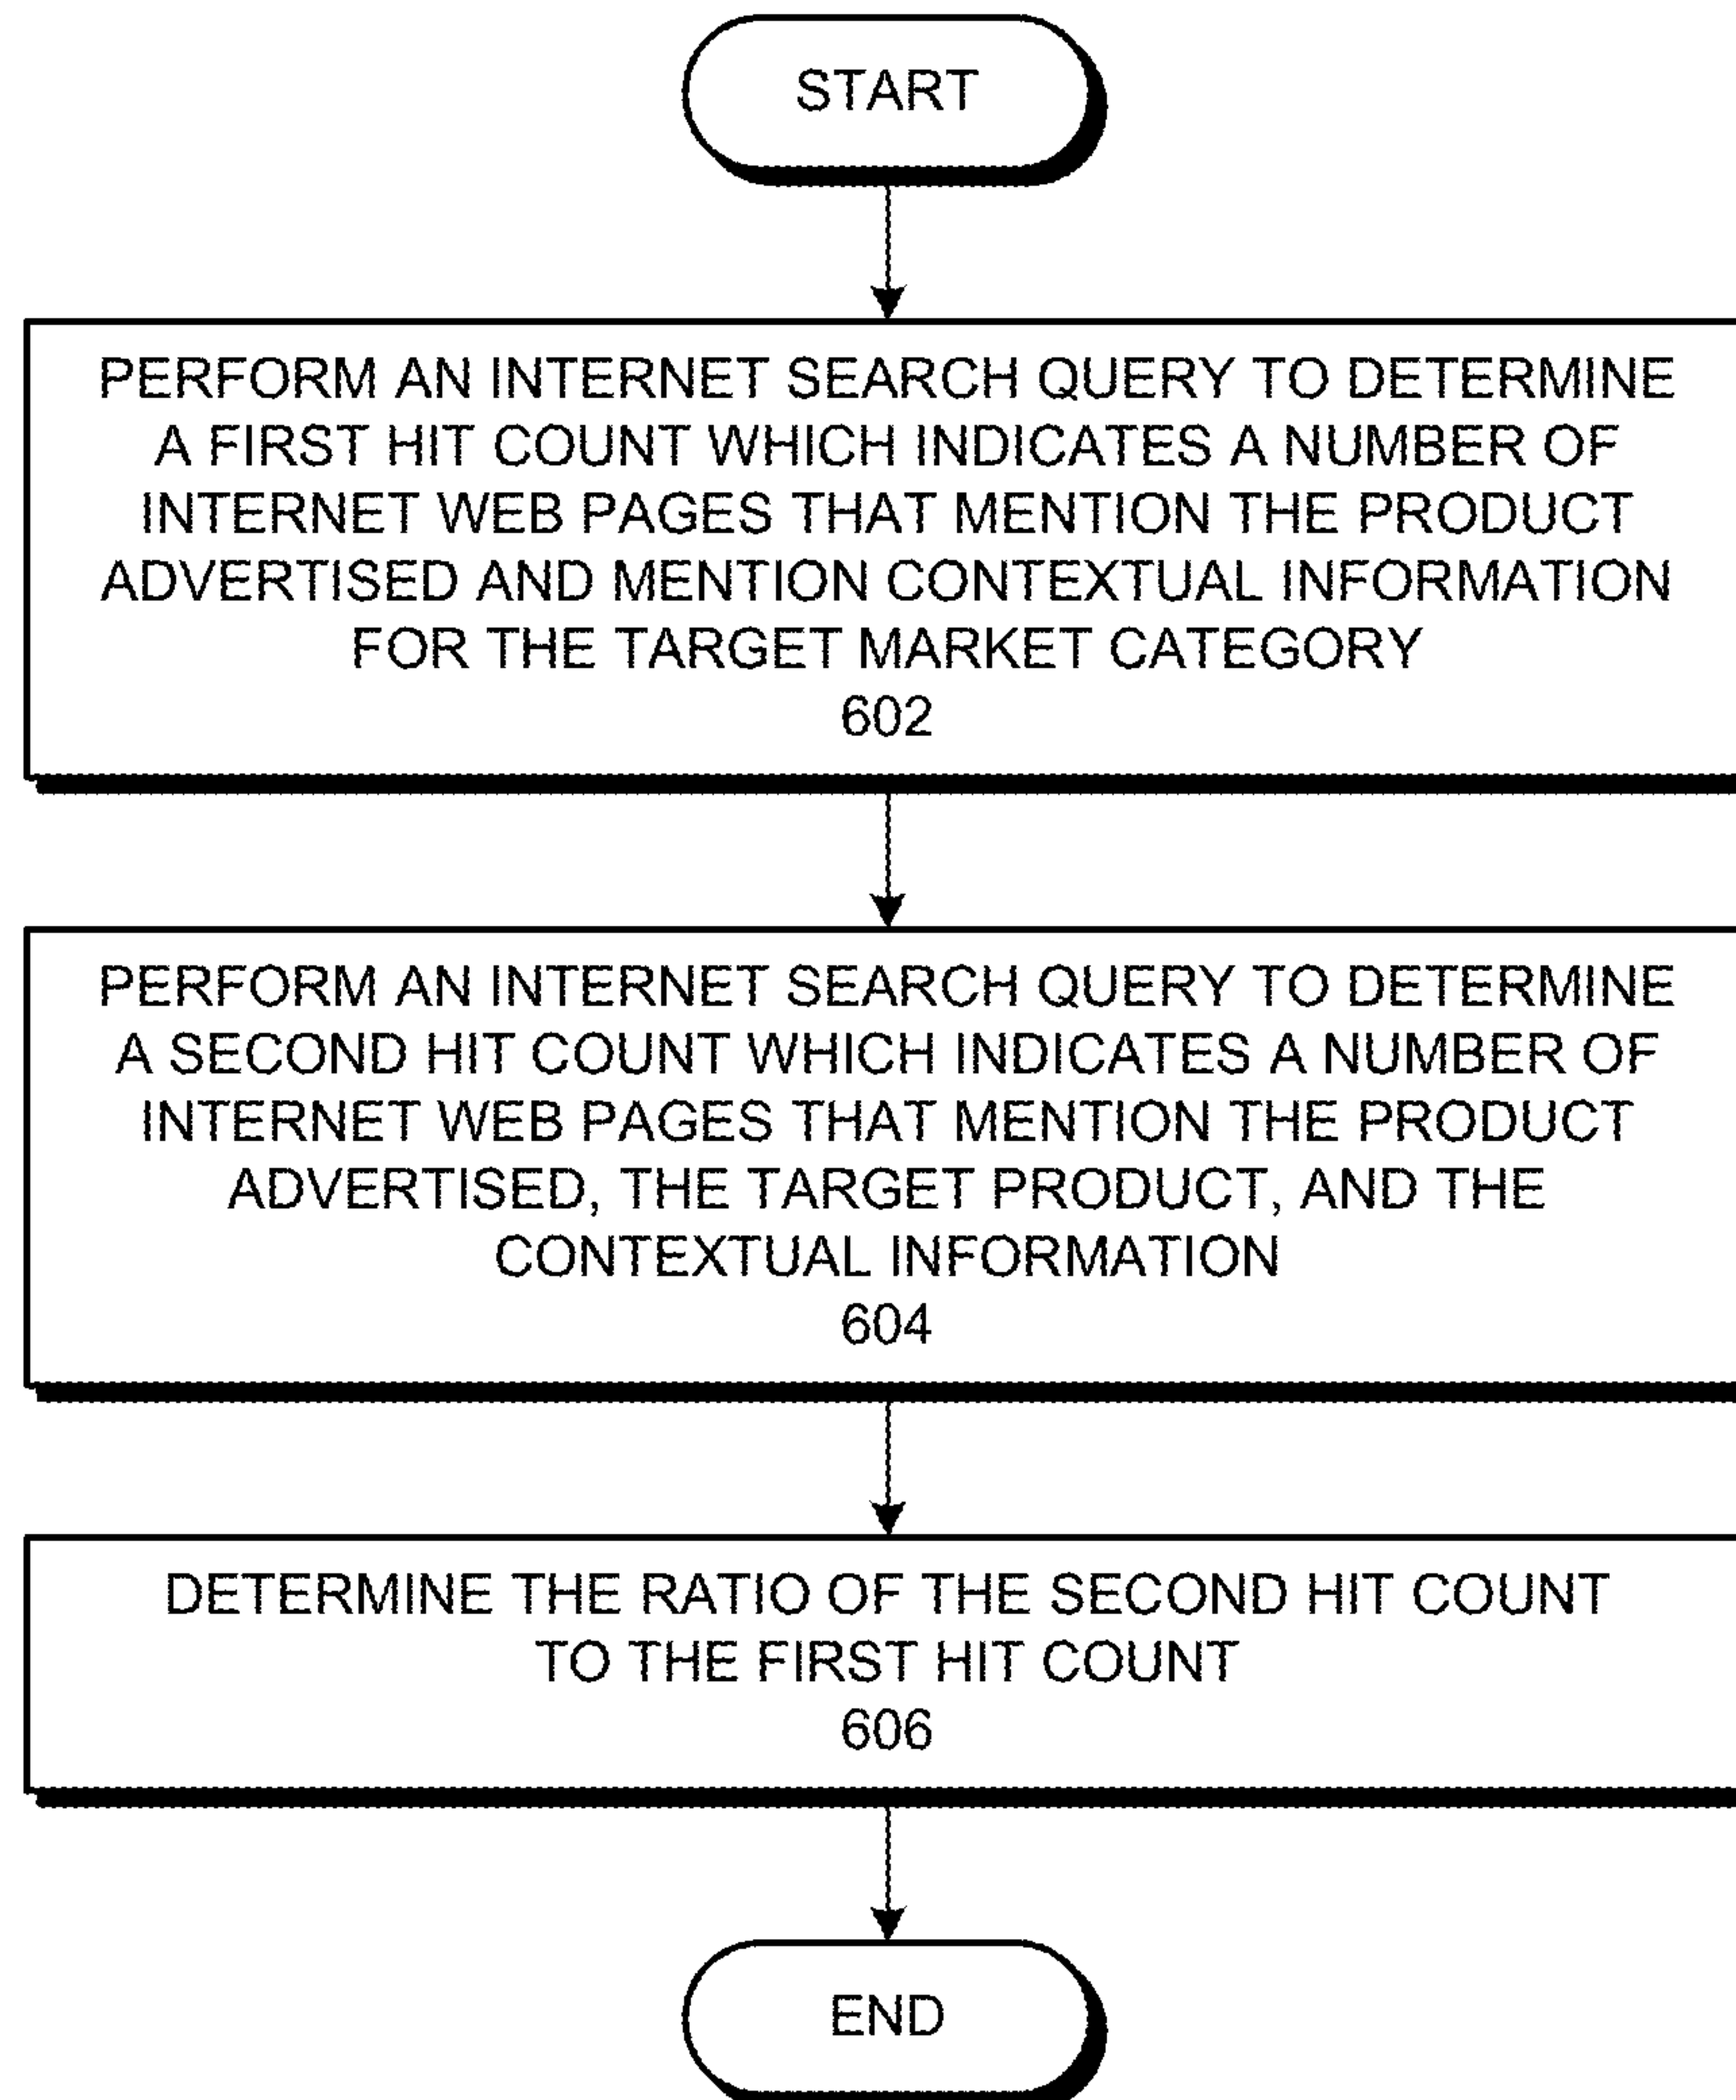 START
PERFORM AN INTERNET SEARCH QUERY TO DETERMINE
A FIRST HIT COUNT WHICH INDICATES A NUMBER OF
INTERNET WEB PAGES THAT MENTION THE PRODUCT
ADVERTISED AND MENTION CONTEXTUAL INFORMATION
FOR THE TARGET MARKET CATEGORY
602
PERFORM AN INTERNET SEARCH QUERY TO DETERMINE
A SECOND HIT COUNT WHICH INDICATES A NUMBER OF
INTERNET WEB PAGES THAT MENTION THE PRODUCT
ADVERTISED, THE TARGET PRODUCT, AND THE
CONTEXTUAL INFORMATION
604
DETERMINE THE RATIO OF THE SECOND HIT COUNT
TO THE FIRST HIT COUNT
606
END